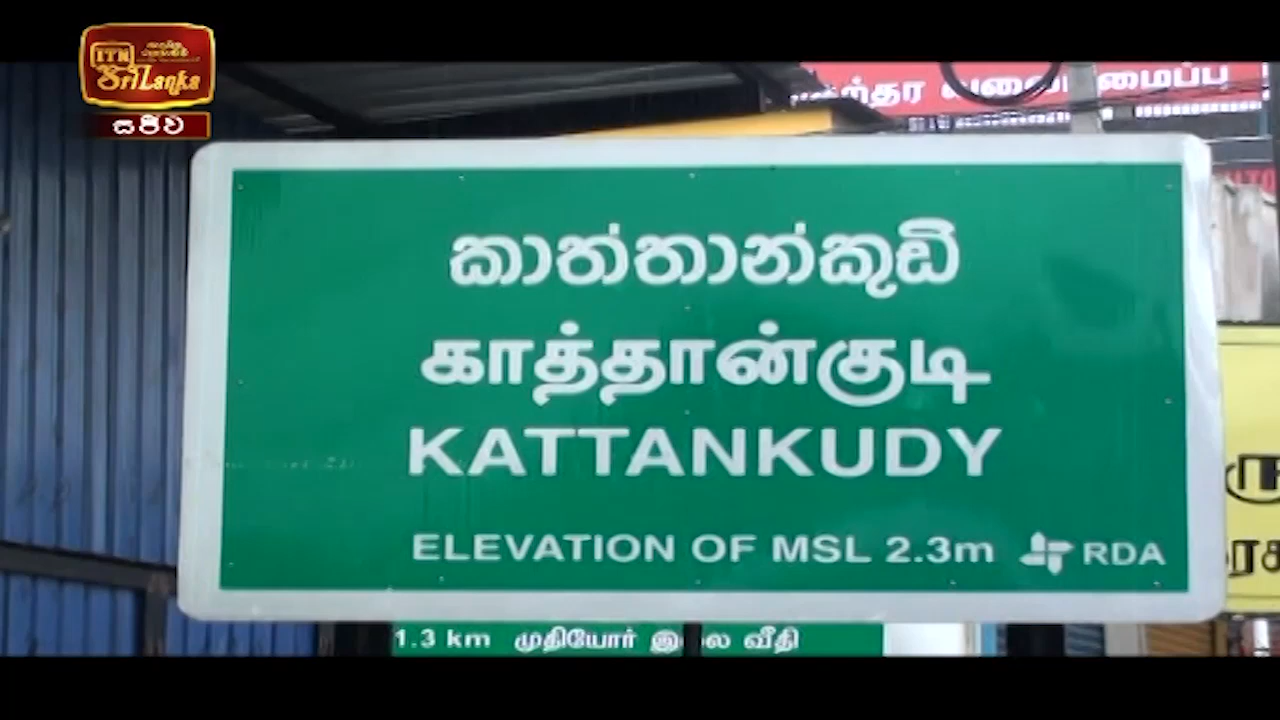 ITN
Sri Lanka
සජීව
කාත්තාන්කුඩි
காத்தான்குடி
KATTANKUDY
ELEVATION OF MSL 2.3m RDA
1.3 km முதியோர் இல்ல வீதி